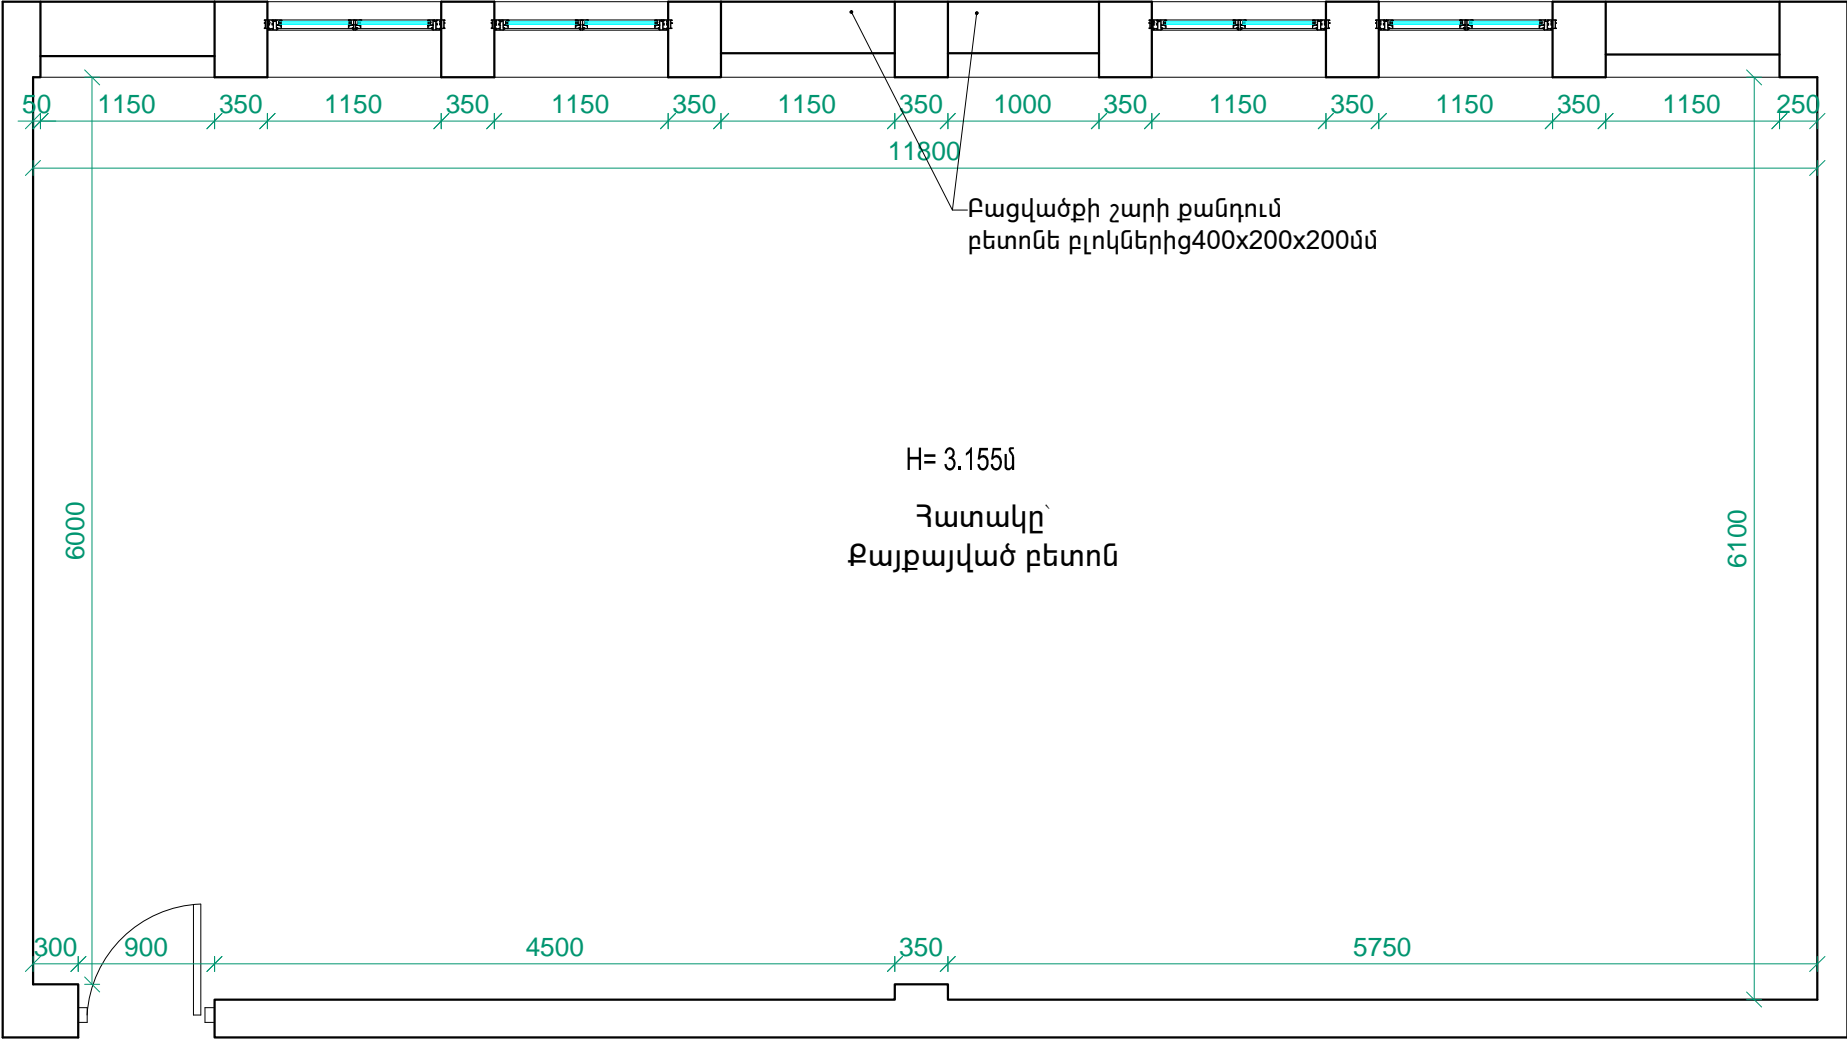 50 1150 350 1150 350 1150 350 1150 350 1000 350 1150 350 1150 350 1150 250
11800
Բացվածքի շարի քանդում
բետոնե բլոկներից400x200x200մմ
H= 3.155մ
Հատակը՝
Քայքայված բետոն
6000
6100
300 900 4500 350 5750